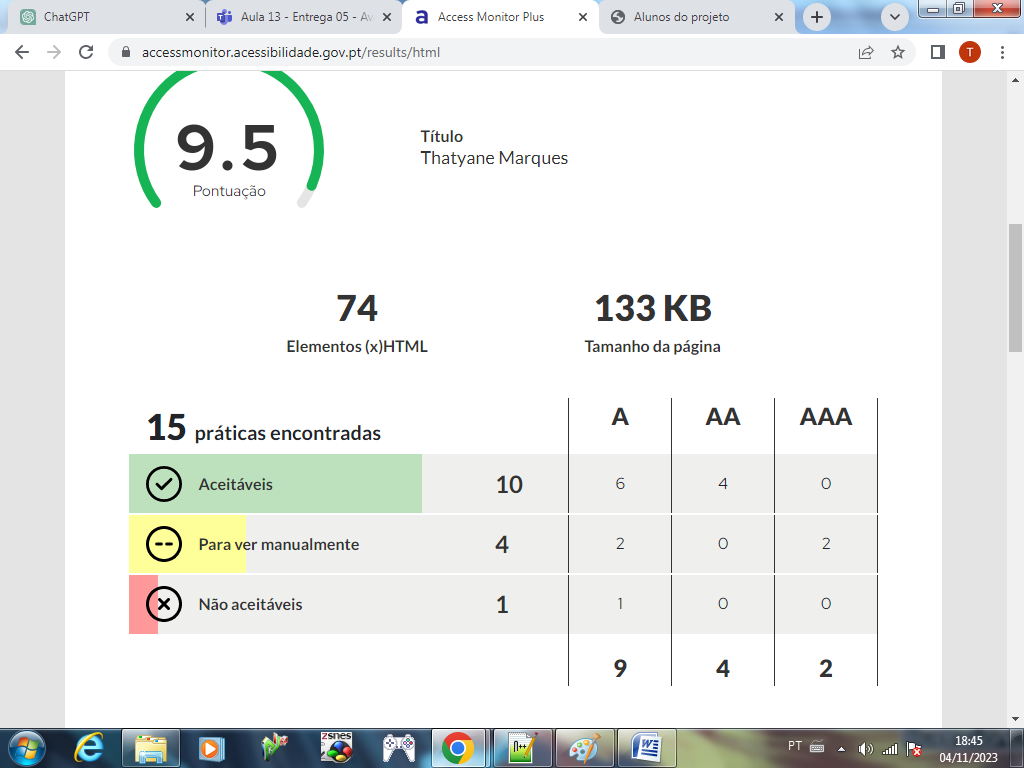 ChatGPT
Aula 13 - Entrega 05 - Av
Access Monitor Plus
Alunos do projeto
accessmonitor.acessibilidade.gov.pt/results/html
T
9.5
Pontuação
Título
Thatyane Marques
74
Elementos (x)HTML
133 KB
Tamanho da página
15 práticas encontradas
A AA AAA
Aceitáveis 10 6 4 0
Para ver manualmente 4 2 0 2
Não aceitáveis 1 1 0 0
9 4 2
ZSNES
PT
18:45
04/11/2023